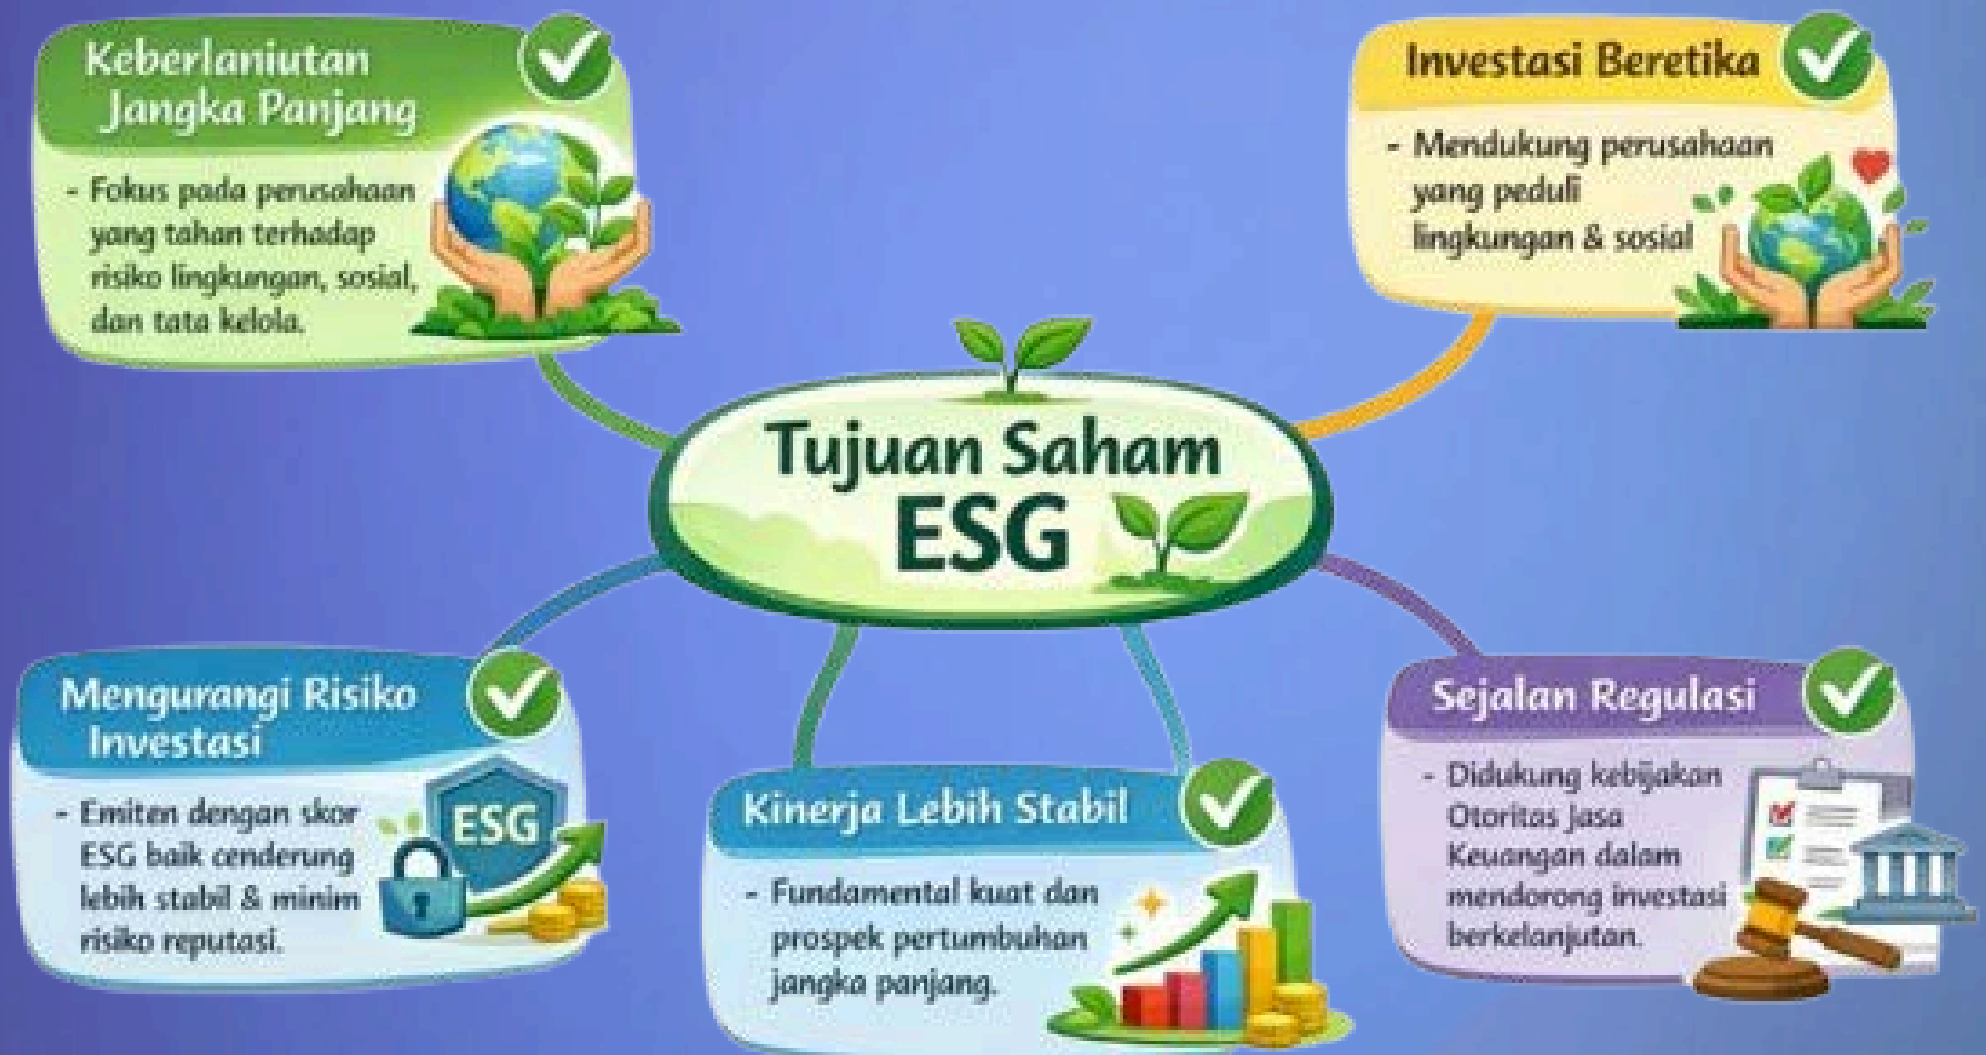 Keberlaniutan
Jangka Panjang
- Fokus pada perusahaan
yang tahan terhadap
risiko lingkungan, sosial,
dan tata kelola.
Investasi Beretika
- Mendukung perusahaan
yang peduli
lingkungan & sosial
Tujuan Saham
ESG
Mengurangi Risiko
Investasi
- Emiten dengan skor
ESG baik cenderung
lebih stabil & minim
risiko reputasi.
ESG
Kinerja Lebih Stabil
- Fundamental kuat dan
prospek pertumbuhan
jangka panjang.
Sejalan Regulasi
- Didukung kebijakan
Otoritas Jasa
Keuangan dalam
mendorong investasi
berkelanjutan.